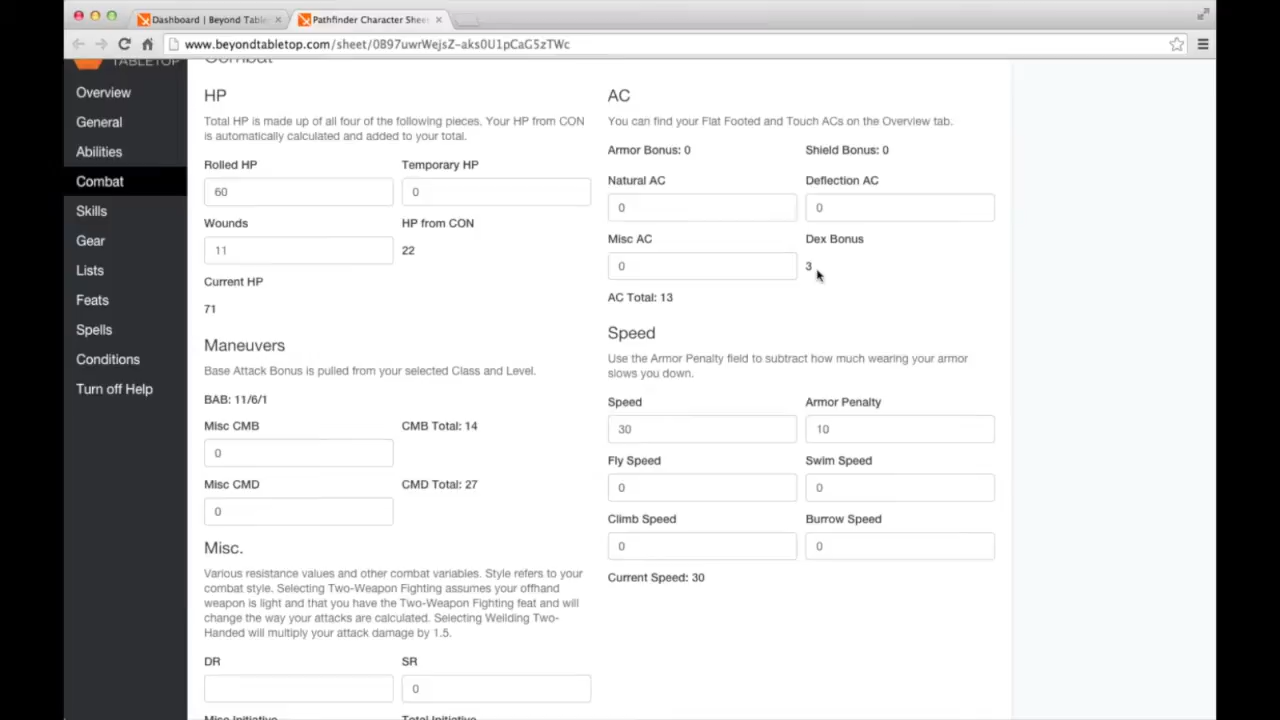 Dashboard | Beyond Table
Pathfinder Character Shee
www.beyondtabletop.com/sheet/0B97uwrWejsZ-aks0U1pCaG5zTWc
TABLETOP
Overview
General
Abilities
Combat
Skills
Gear
Lists
Feats
Spells
Conditions
Turn off Help
Combat
HP
Total HP is made up of all four of the following pieces. Your HP from CON
is automatically calculated and added to your total.
Rolled HP
Temporary HP
60
0
Wounds
HP from CON
11
22
Current HP
71
Maneuvers
Base Attack Bonus is pulled from your selected Class and Level.
BAB: 11/6/1
Misc CMB
CMB Total: 14
0
Misc CMD
CMD Total: 27
0
Misc.
Various resistance values and other combat variables. Style refers to your
combat style. Selecting Two-Weapon Fighting assumes your offhand
weapon is light and that you have the Two-Weapon Fighting feat and will
change the way your attacks are calculated. Selecting Weilding Two-
Handed will multiply your attack damage by 1.5.
DR
SR
0
Misc Initiative
Total Initiative
AC
You can find your Flat Footed and Touch ACs on the Overview tab.
Armor Bonus: 0
Shield Bonus: 0
Natural AC
Deflection AC
0
0
Misc AC
Dex Bonus
0
3
AC Total: 13
Speed
Use the Armor Penalty field to subtract how much wearing your armor
slows you down.
Speed
Armor Penalty
30
10
Fly Speed
Swim Speed
0
0
Climb Speed
Burrow Speed
0
0
Current Speed: 30